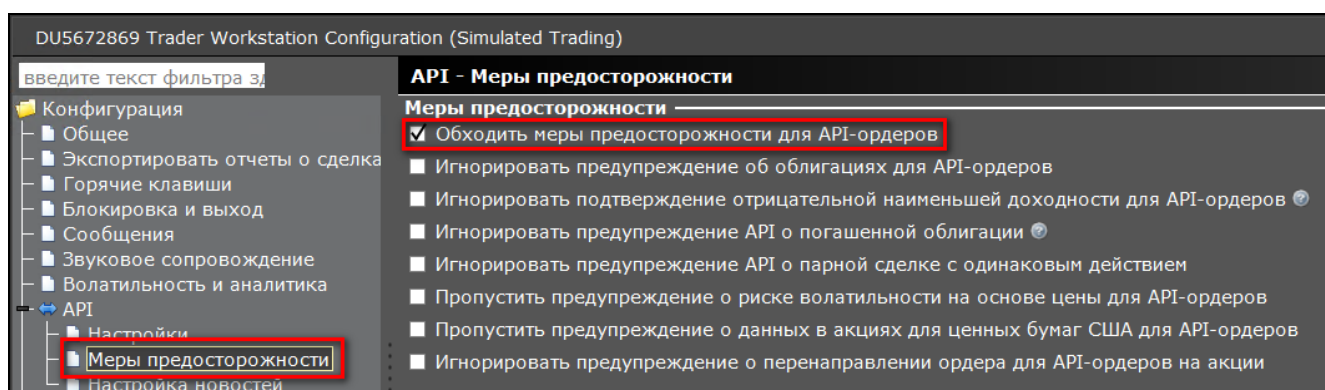 DU5672869 Trader Workstation Configuration (Simulated Trading)
введите текст фильтра зд
Конфигурация
Общее
Экспортировать отчеты о сделка
Горячие клавиши
Блокировка и выход
Сообщения
Звуковое сопровождение
Волатильность и аналитика
API
Настройки
Меры предосторожности
Настройка новостей
API - Меры предосторожности
Меры предосторожности
Обходить меры предосторожности для API-ордеров
Игнорировать предупреждение об облигациях для API-ордеров
Игнорировать подтверждение отрицательной наименьшей доходности для API-ордеров
Игнорировать предупреждение API о погашенной облигации
Игнорировать предупреждение API о парной сделке с одинаковым действием
Пропустить предупреждение о риске волатильности на основе цены для API-ордеров
Пропустить предупреждение о данных в акциях для ценных бумаг США для API-ордеров
Игнорировать предупреждение о перенаправлении ордера для API-ордеров на акции